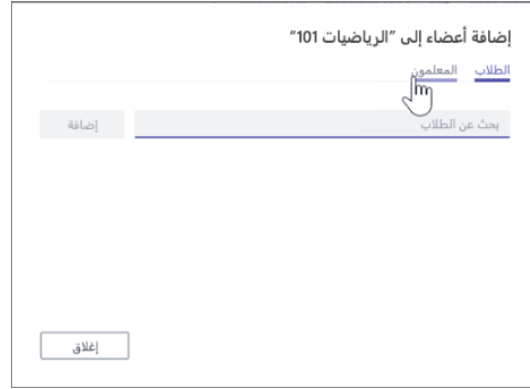 إضافة أعضاء إلى "الرياضيات 101"
الطلاب المعلمون
بحث عن الطلاب إضافة
إغلاق